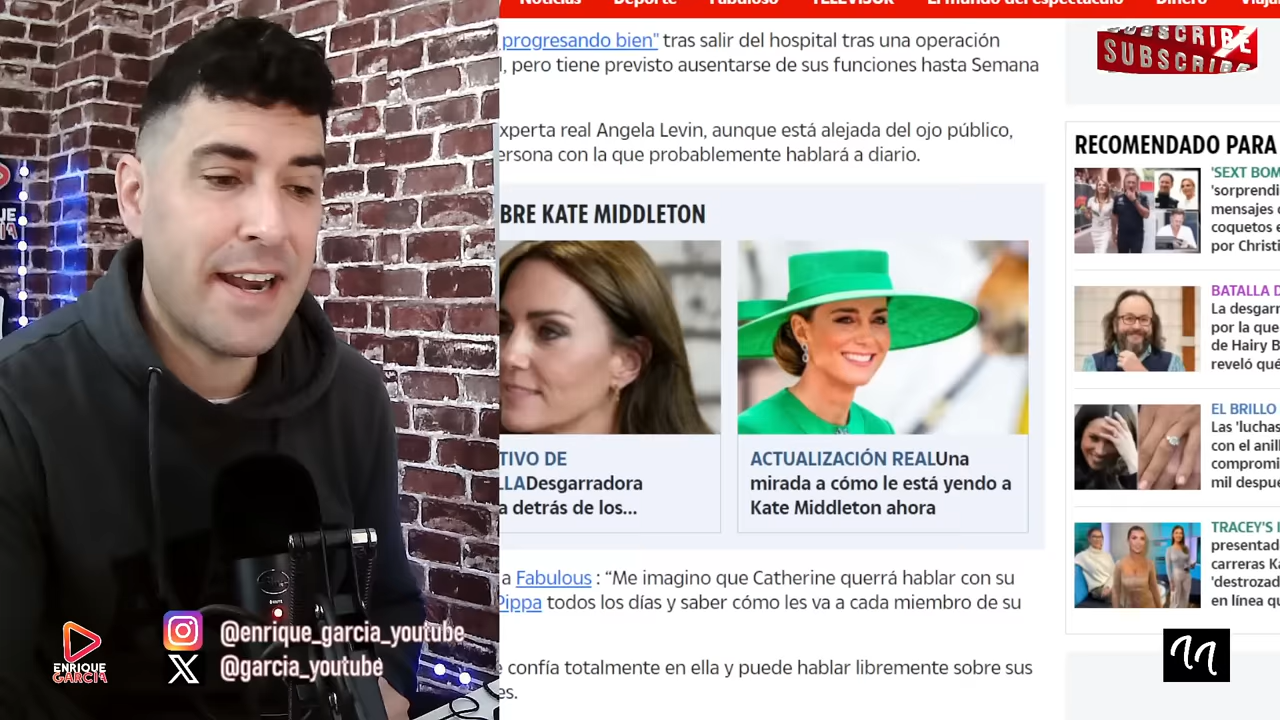 Noticias Deporte Fabuloso TELEVISOR El mundo del espectáculo Dinero
SUBSCRIBE
SUBSCRIBE
progresando bien" tras salir del hospital tras una operación
, pero tiene previsto ausentarse de sus funciones hasta Semana
xperta real Angela Levin, aunque está alejada del ojo público,
ersona con la que probablemente hablará a diario.
BRE KATE MIDDLETON
TIVO DE
LLADesgarradora
a detrás de los...
ACTUALIZACIÓN REALUna
mirada a cómo le está yendo a
Kate Middleton ahora
a Fabulous : “Me imagino que Catherine querrá hablar con su
Pippa todos los días y saber cómo les va a cada miembro de su
e confía totalmente en ella y puede hablar libremente sobre sus
es.
RECOMENDADO PARA
'SEXT BOM
'sorprendi
mensajes
coquetos e
por Christi
BATALLA D
La desgarr
por la que
de Hairy B
reveló qué
EL BRILLO
Las 'luchas
con el anill
compromi
mil despue
TRACEY'S I
presentad
carreras Ka
'destrozad
en línea qu
@enrique_garcia_youtube
@garcia_youtube
ENRIQUE
GARCIA